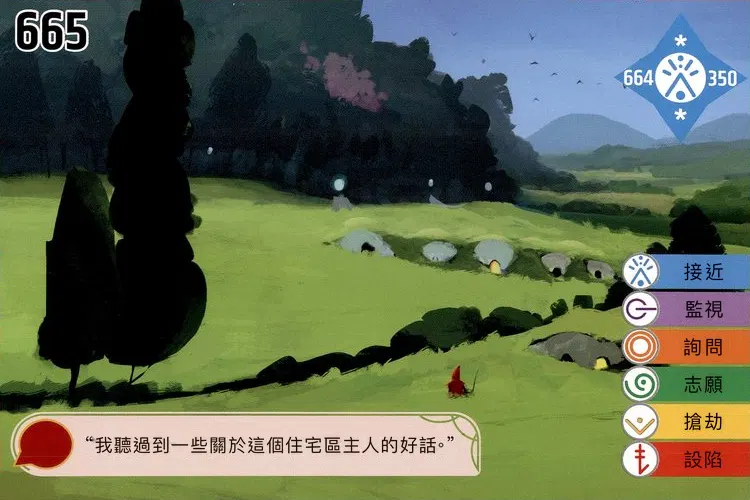 665
*
664
350
*
接近
監視
詢問
志願
搶劫
設陷
“我聽過到一些關於這個住宅區主人的好話。”